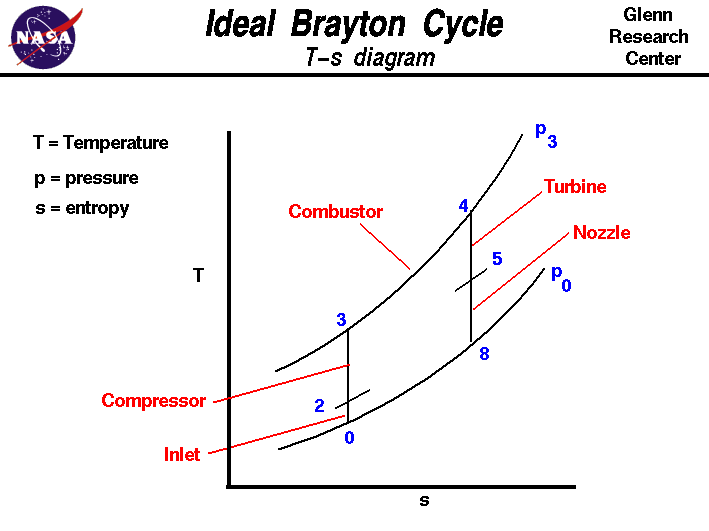 NASA
Ideal Brayton Cycle
T-s diagram
Glenn
Research
Center
T = Temperature
p = pressure
s = entropy
p3
Turbine
4
Combustor
Nozzle
5
T
p0
3
8
Compressor
2
0
Inlet
s